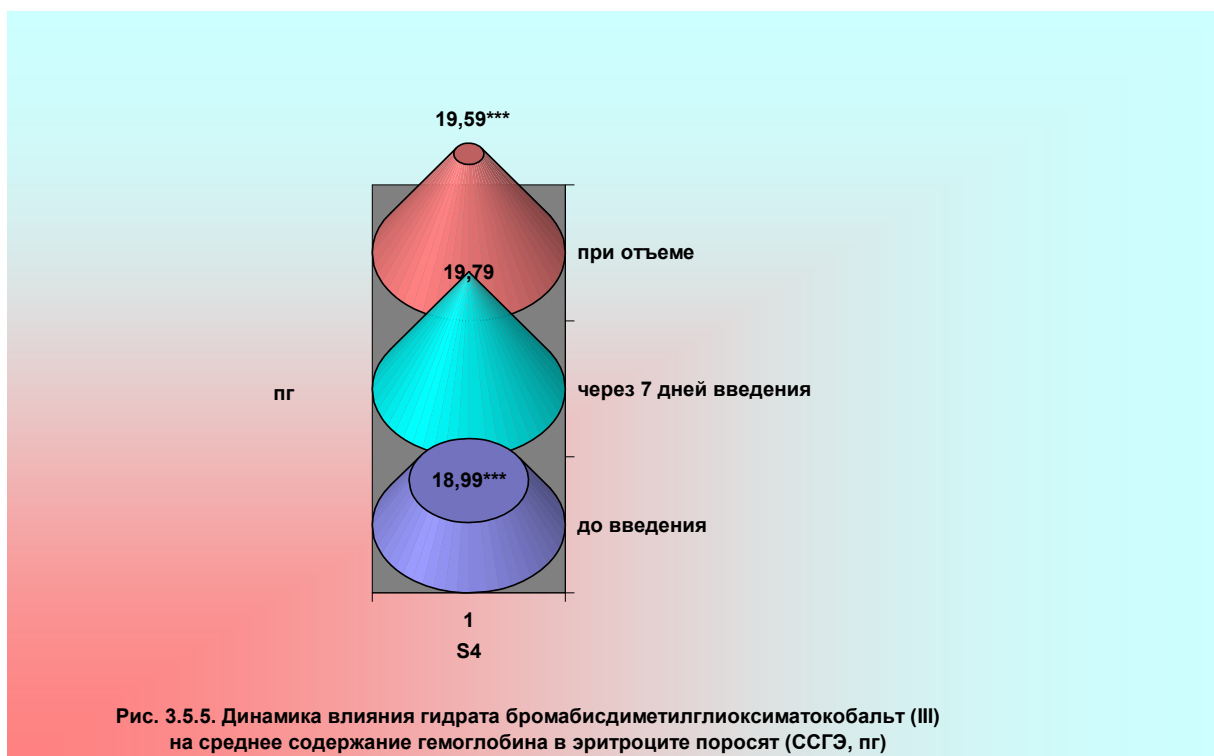 19,59***
при отъеме
19,79
через 7 дней введения
пг
18,99***
до введения
1
S4
Рис. 3.5.5. Динамика влияния гидрата бромабисдиметилглиоксиматокобальт (III)
на среднее содержание гемоглобина в эритроците поросят (ССГЭ, пг)